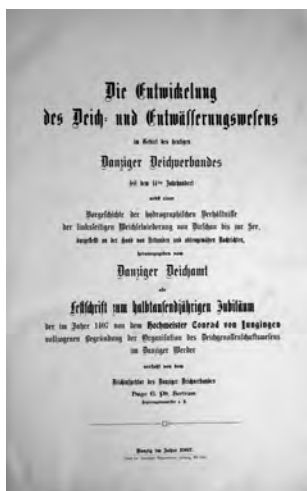 Die Entwickelung
des Deich- und Entwässerungswesens
im Gebiet des heutigen
Danziger Deichverbandes
seit dem 14ten Jahrhundert
nebst einer
Vorgeschichte der hydrographischen Verhältnisse
der linksseitigen Weichselniederung von Dirschau bis zur See,
dargestellt an der Hand von Urkunden und aktenmäßigen Nachrichten,
herausgegeben vom
Danziger Deichamt
als
Festschrift zum halbtausendjährigen Jubiläum
der im Jahre 1407 von dem Hochmeister Conrad von Jungingen
vollzogenen Begründung der Organisation des Deichgenossenschaftswesens
im Danziger Werder
verfaßt von dem
Deichinspektor des Danziger Deichverbandes
Hugo G. Th. Bertram
Danzig im Jahre 1907.